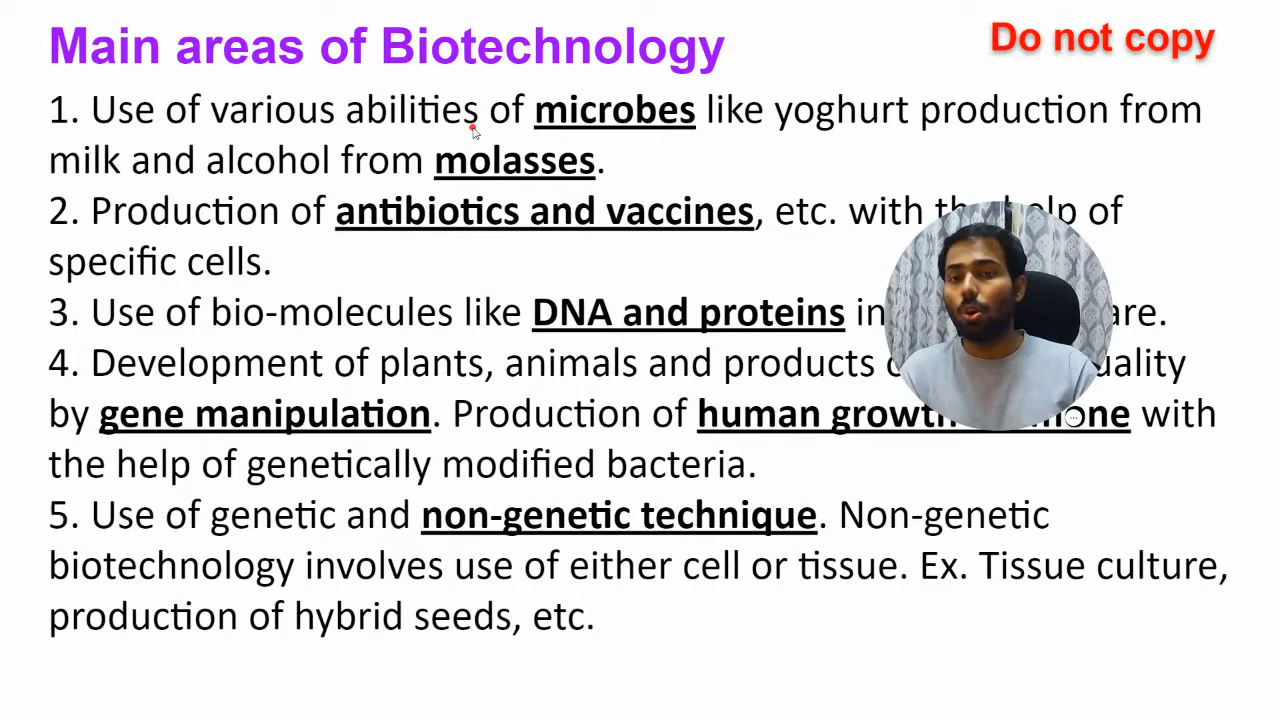 Main areas of Biotechnology
Do not copy
1. Use of various abilities of microbes like yoghurt production from
milk and alcohol from molasses.
2. Production of antibiotics and vaccines, etc. with the help of
specific cells.
3. Use of bio-molecules like DNA and proteins in
4. Development of plants, animals and products
by gene manipulation. Production of human growth with
the help of genetically modified bacteria.
5. Use of genetic and non-genetic technique. Non-genetic
biotechnology involves use of either cell or tissue. Ex. Tissue culture,
production of hybrid seeds, etc.